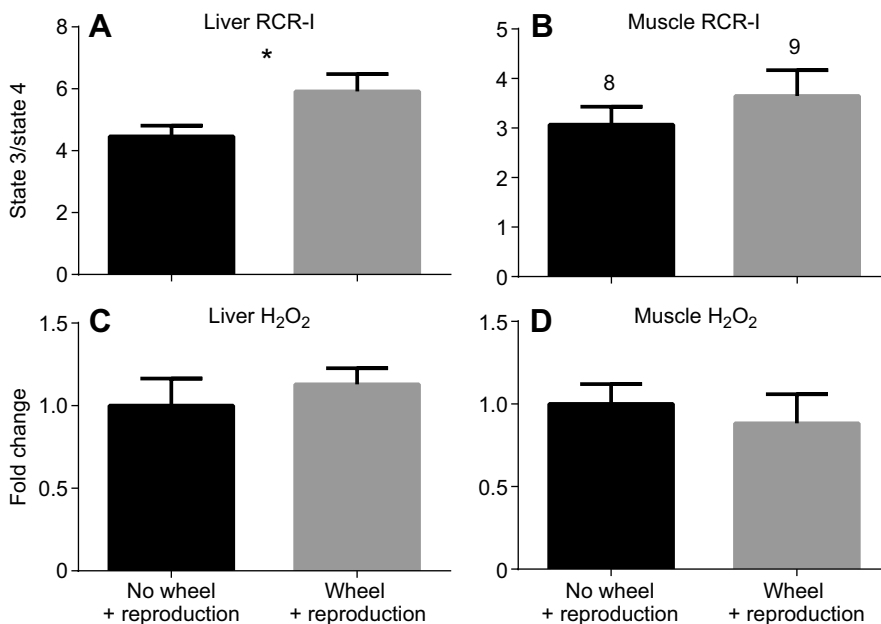 A
Liver RCR-I
*
State 3/state 4
8
6
4
2
0
B
Muscle RCR-I
8
9
5
4
3
2
1
0
C
Liver H₂O₂
Fold change
1.5
1.0
0.5
0
No wheel
+ reproduction
Wheel
+ reproduction
D
Muscle H₂O₂
1.5
1.0
0.5
0
No wheel
+ reproduction
Wheel
+ reproduction